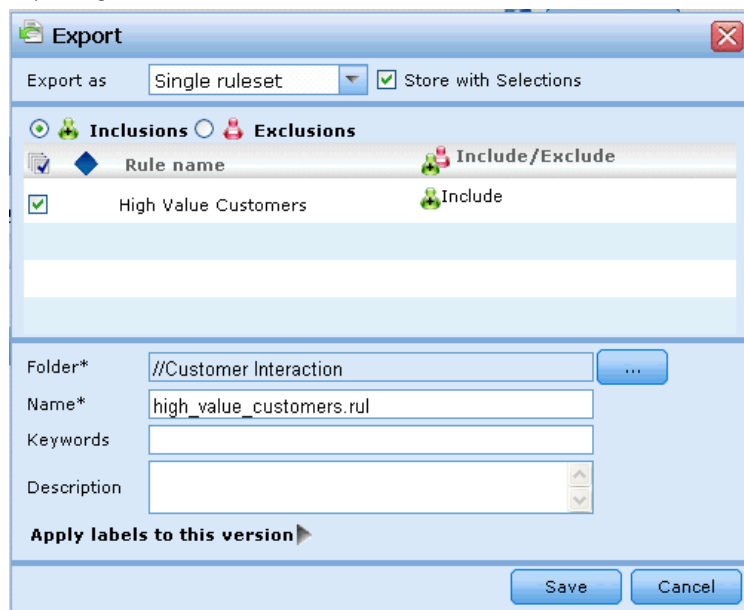 Export
Export as Single ruleset Store with Selections
Inclusions Exclusions
Rule name Include/Exclude
High Value Customers Include
Folder* //Customer Interaction ...
Name* high_value_customers.rul
Keywords
Description
Apply labels to this version
Save Cancel